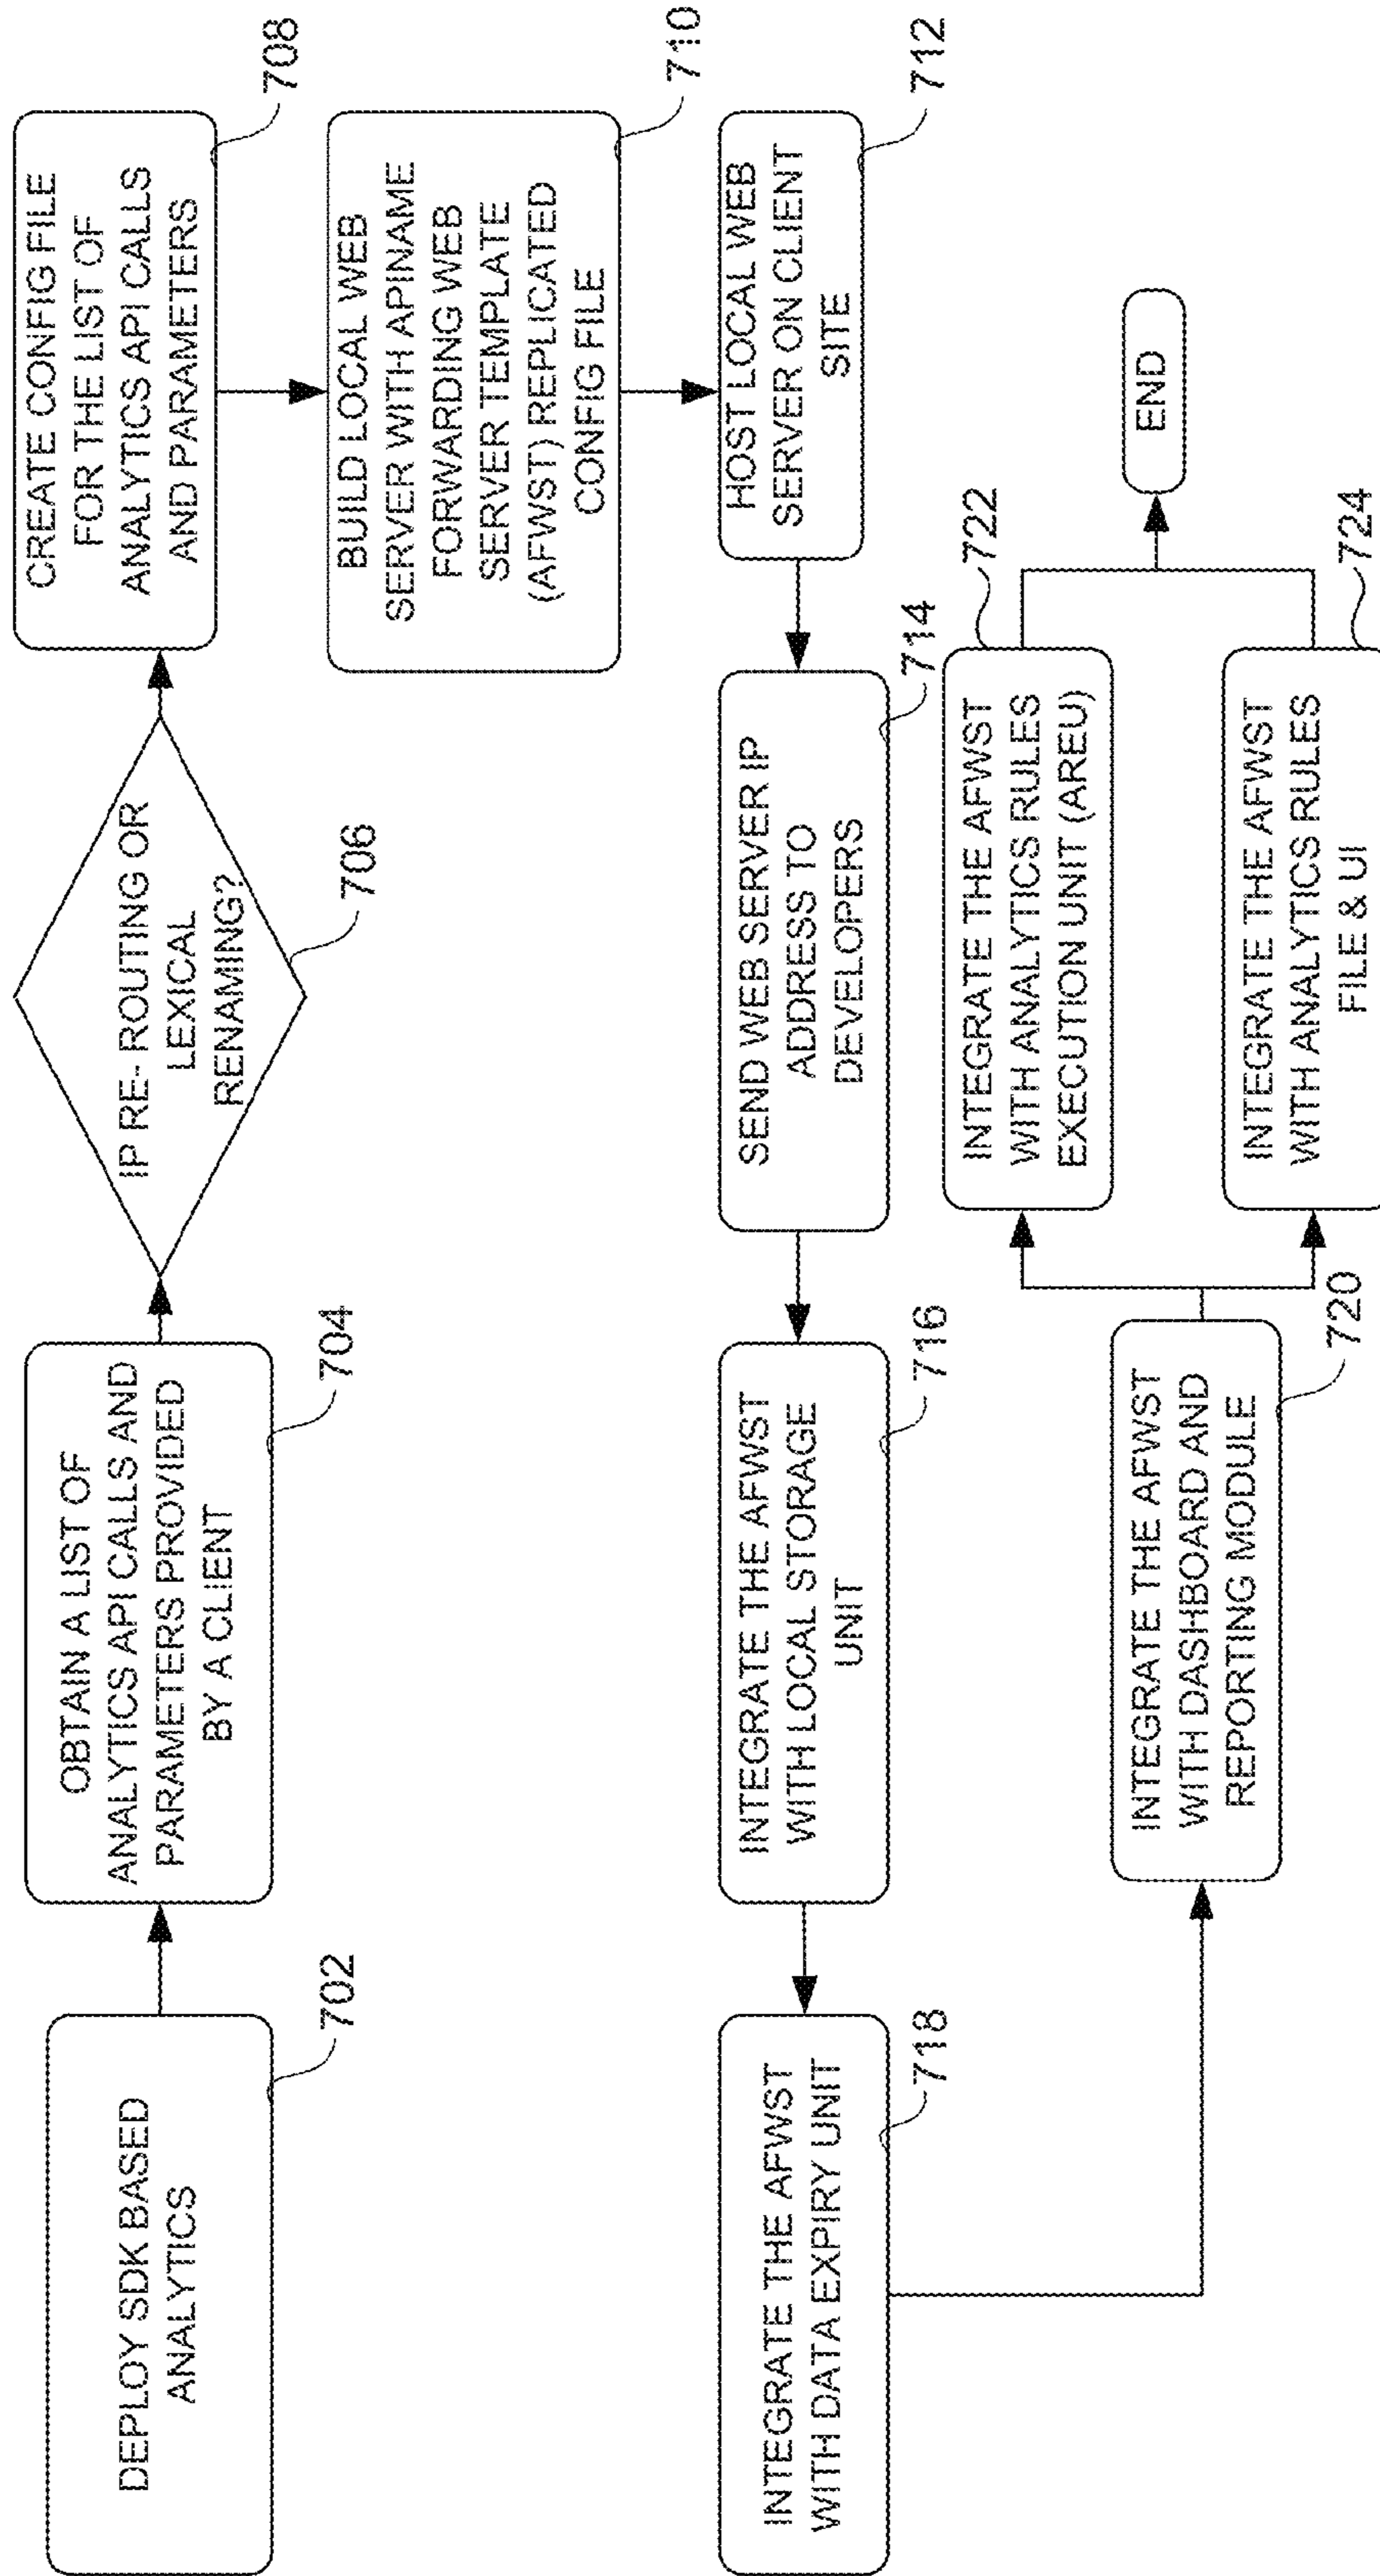 DEPLOY SDK BASED
ANALYTICS
702
OBTAIN A LIST OF
ANALYTICS API CALLS AND
PARAMETERS PROVIDED
BY A CLIENT
704
IP RE- ROUTING OR
LEXICAL
RENAMING?
706
CREATE CONFIG FILE
FOR THE LIST OF
ANALYTICS API CALLS
AND PARAMETERS
708
BUILD LOCAL WEB
SERVER WITH APINAME
FORWARDING WEB
SERVER TEMPLATE
(AFWST) REPLICATED
CONFIG FILE
710
HOST LOCAL WEB
SERVER ON CLIENT
SITE
712
SEND WEB SERVER IP
ADDRESS TO
DEVELOPERS
714
INTEGRATE THE AFWST
WITH LOCAL STORAGE
UNIT
716
INTEGRATE THE AFWST
WITH DATA EXPIRY UNIT
718
INTEGRATE THE AFWST
WITH DASHBOARD AND
REPORTING MODULE
720
INTEGRATE THE AFWST
WITH ANALYTICS RULES
EXECUTION UNIT (AREU)
722
INTEGRATE THE AFWST
WITH ANALYTICS RULES
FILE & UI
724
END